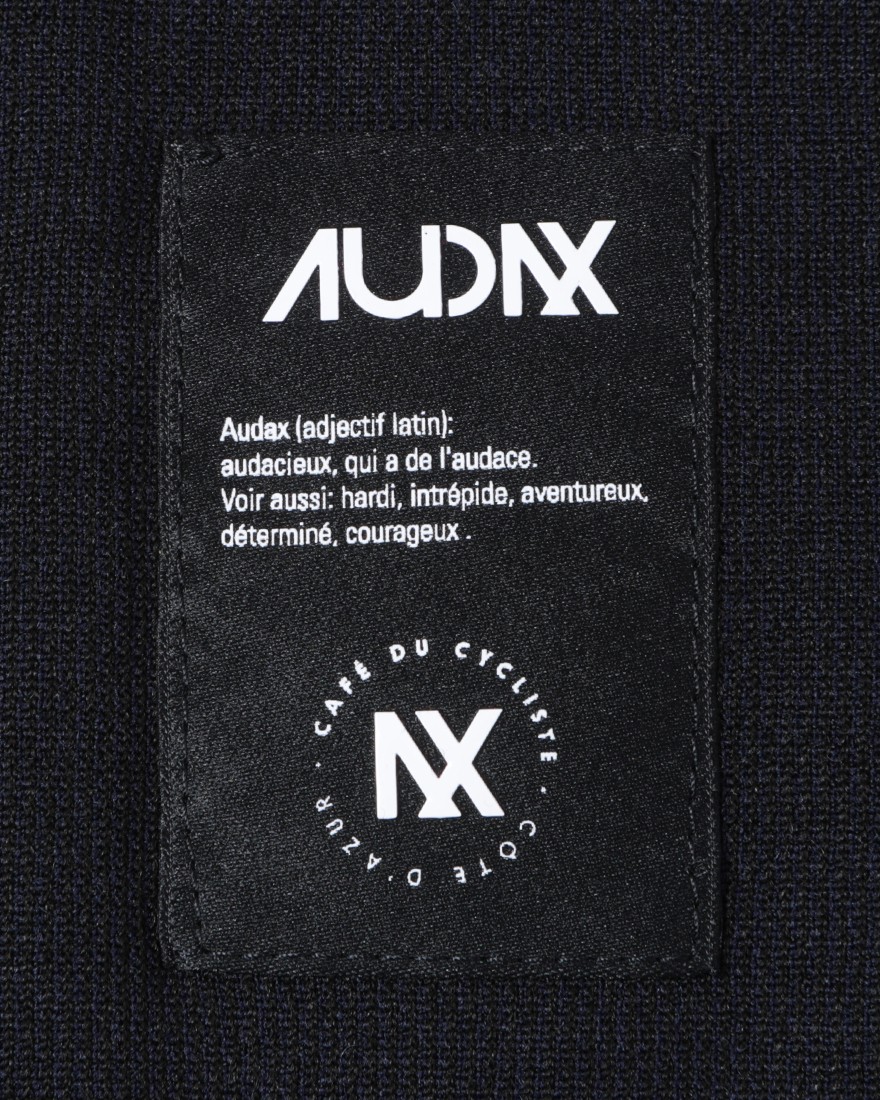 AUDAX
Audax (adjectif latin):
audacieux, qui a de l'audace.
Voir aussi: hardi, intrépide, aventureux,
déterminé, courageux .
CAFÉ DU CYCLISTE · CÔTE D'AZUR ·
AX